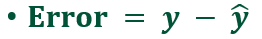 • Error = y − ŷ